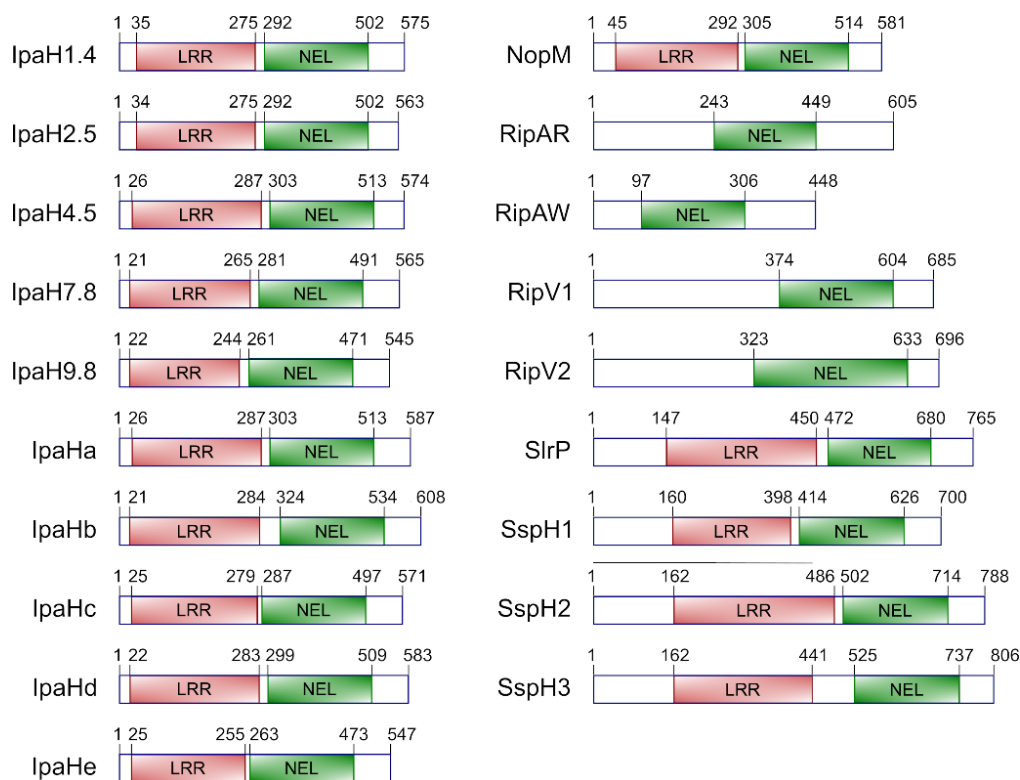 1 35 275 292 502 575
IpaH1.4 LRR NEL
1 34 275 292 502 563
IpaH2.5 LRR NEL
1 26 287 303 513 574
IpaH4.5 LRR NEL
1 21 265 281 491 565
IpaH7.8 LRR NEL
1 22 244 261 471 545
IpaH9.8 LRR NEL
1 26 287 303 513 587
IpaHa LRR NEL
1 21 284 324 534 608
IpaHb LRR NEL
1 25 279 287 497 571
IpaHc LRR NEL
1 22 283 299 509 583
IpaHd LRR NEL
1 25 255 263 473 547
IpaHe LRR NEL
1 45 292 305 514 581
NopM LRR NEL
1 243 449 605
RipAR NEL
1 97 306 448
RipAW NEL
1 374 604 685
RipV1 NEL
1 323 633 696
RipV2 NEL
1 147 450 472 680 765
SlrP LRR NEL
1 160 398 414 626 700
SspH1 LRR NEL
1 162 486 502 714 788
SspH2 LRR NEL
1 162 441 525 737 806
SspH3 LRR NEL